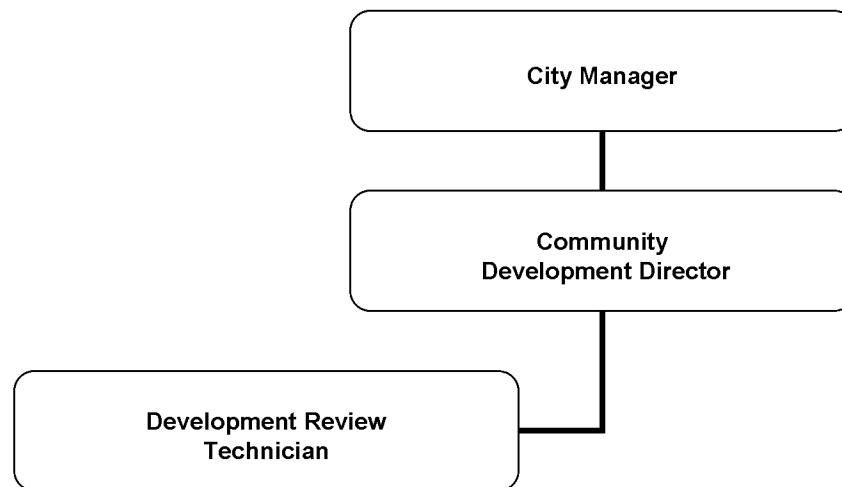 City Manager
Community
Development Director
Development Review
Technician